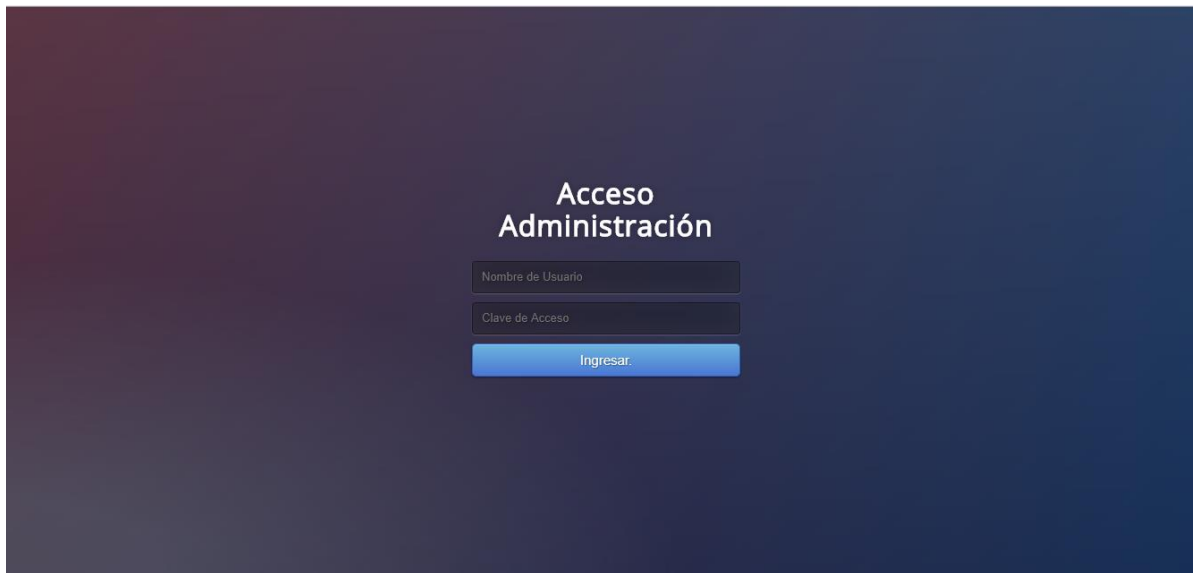 Acceso
Administración
Nombre de Usuario
Clave de Acceso
Ingresar.